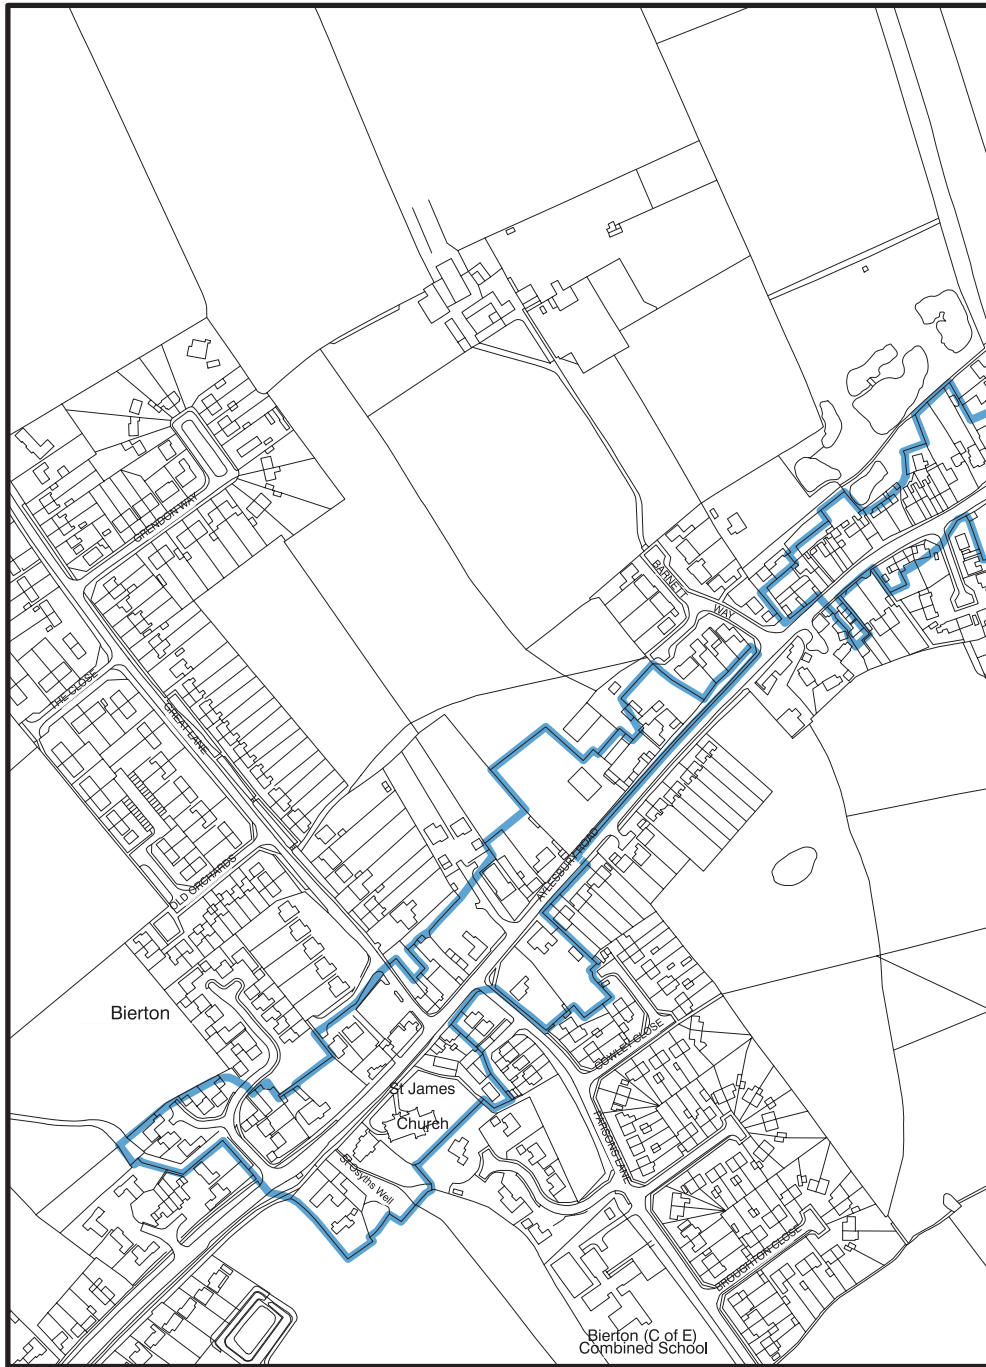 GRENDON WAY
BARNETT
WAY
THE CLOSE
GREAT LANE
AYLESBURY ROAD
OLD ORCHARDS
Bierton
COWLEY CLOSE
St James
Church
PARSONS LANE
St Osyths Well
BROUGHTON CLOSE
Bierton (C of E)
Combined School